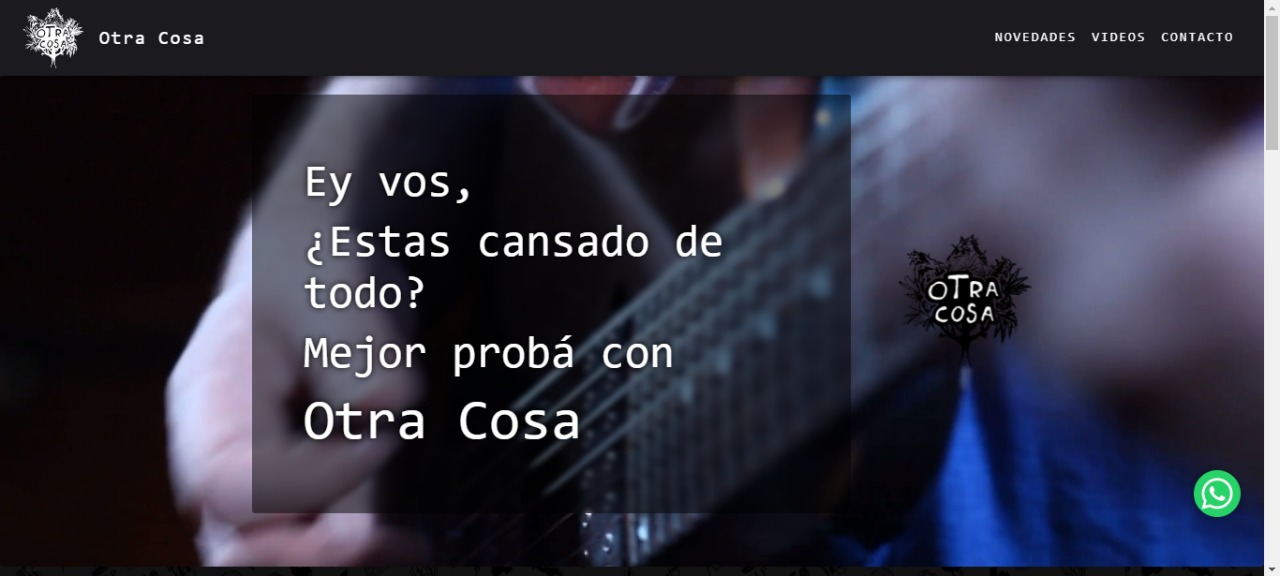 OTRA
COSA
Otra Cosa
NOVEDADES VIDEOS CONTACTO
Ey vos,
¿Estas cansado de
todo?
Mejor probá con
Otra Cosa
OTRA
COSA